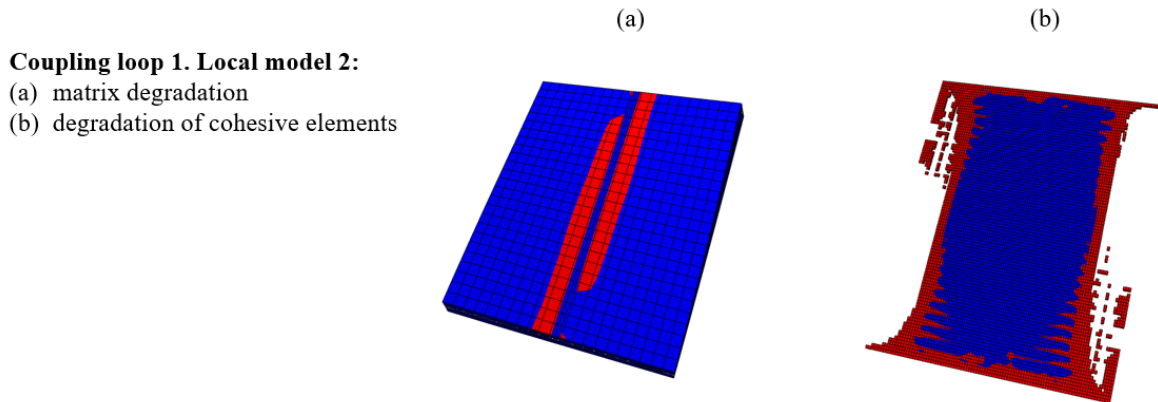 (a)
(b)
Coupling loop 1. Local model 2:
(a) matrix degradation
(b) degradation of cohesive elements